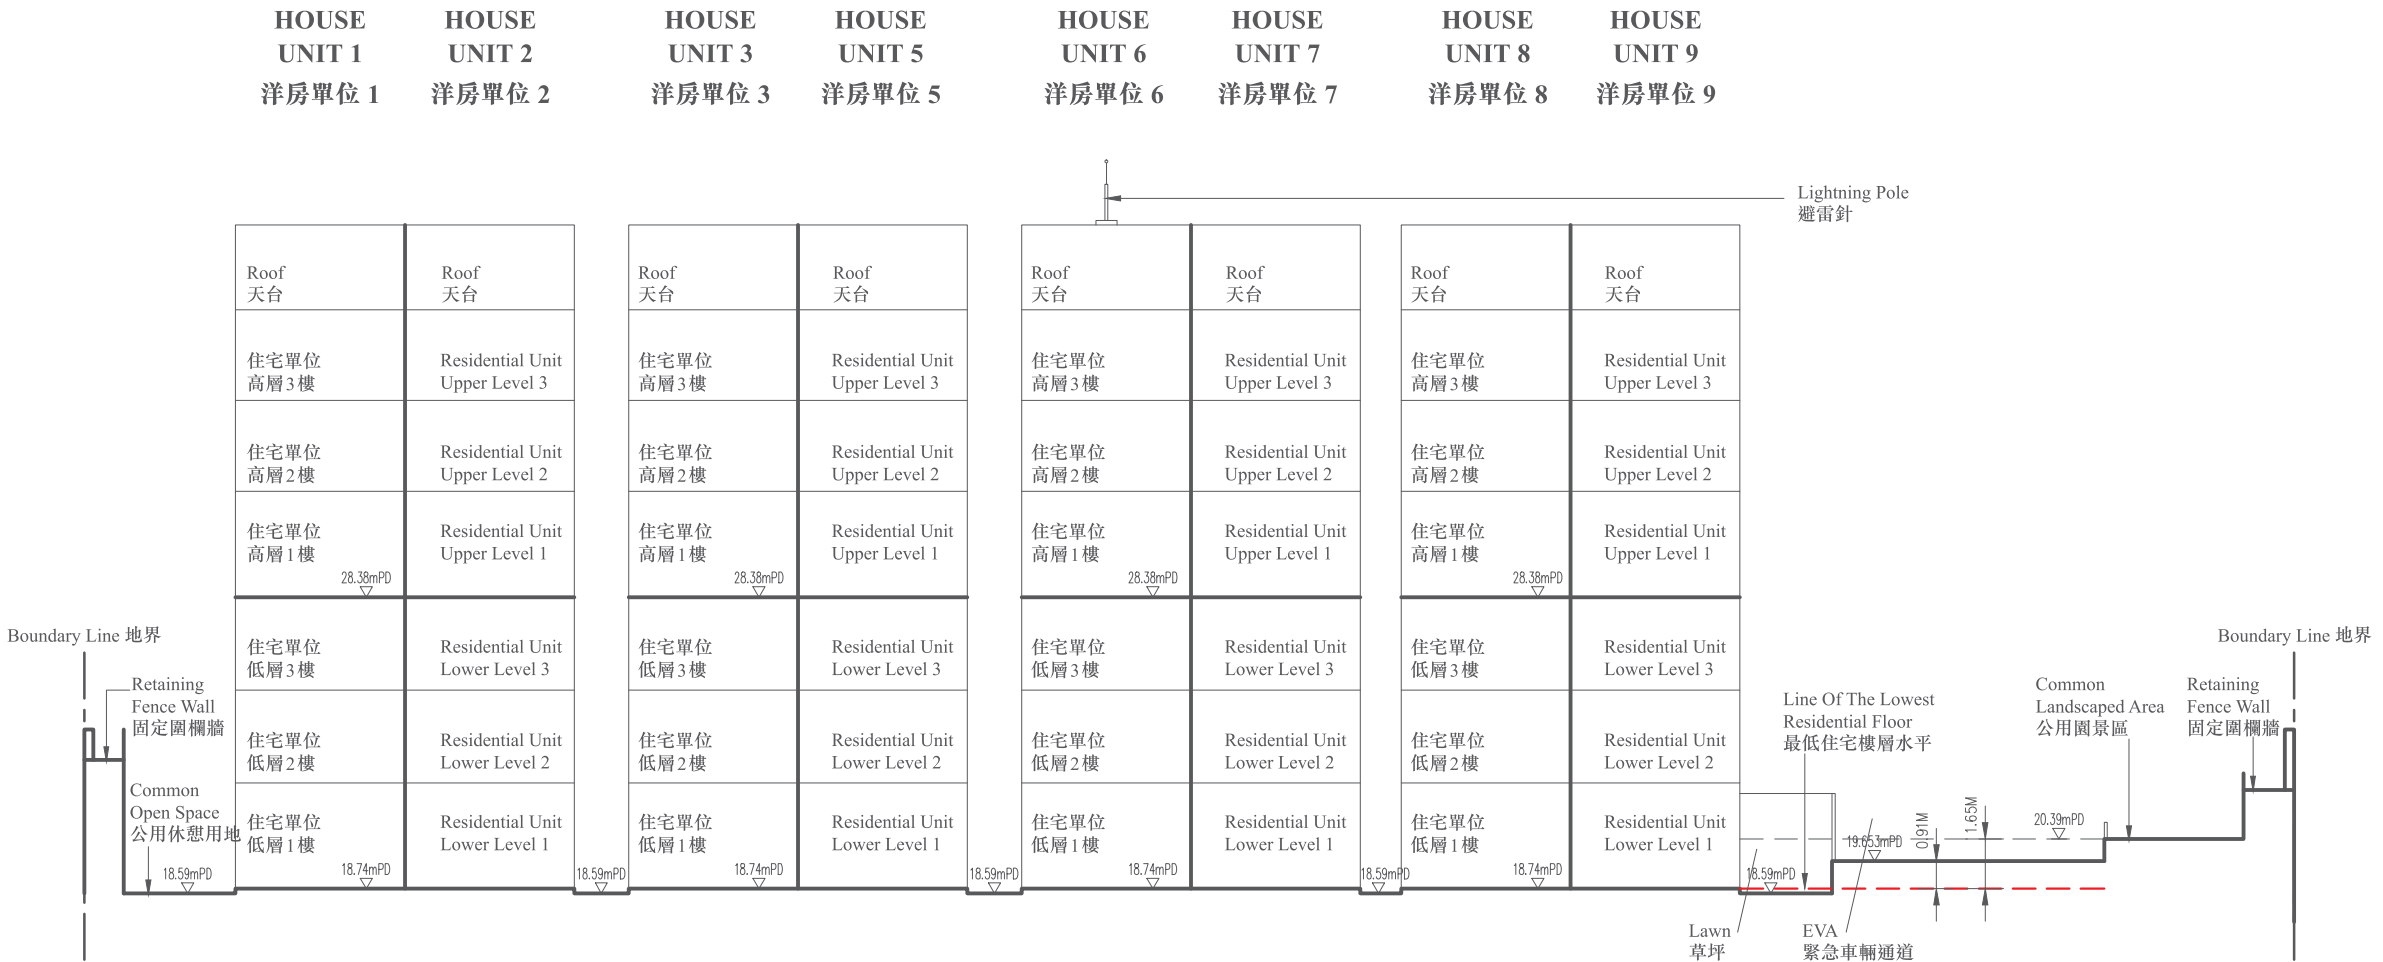 HOUSE
UNIT 1
洋房單位 1
HOUSE
UNIT 2
洋房單位 2
HOUSE
UNIT 3
洋房單位 3
HOUSE
UNIT 5
洋房單位 5
HOUSE
UNIT 6
洋房單位 6
HOUSE
UNIT 7
洋房單位 7
HOUSE
UNIT 8
洋房單位 8
HOUSE
UNIT 9
洋房單位 9
Lightning Pole
避雷針
Roof
天台
Roof
天台
Roof
天台
Roof
天台
Roof
天台
Roof
天台
Roof
天台
Roof
天台
住宅單位
高層3樓
Residential Unit
Upper Level 3
住宅單位
高層3樓
Residential Unit
Upper Level 3
住宅單位
高層3樓
Residential Unit
Upper Level 3
住宅單位
高層3樓
Residential Unit
Upper Level 3
住宅單位
高層2樓
Residential Unit
Upper Level 2
住宅單位
高層2樓
Residential Unit
Upper Level 2
住宅單位
高層2樓
Residential Unit
Upper Level 2
住宅單位
高層2樓
Residential Unit
Upper Level 2
住宅單位
高層1樓
Residential Unit
Upper Level 1
住宅單位
高層1樓
Residential Unit
Upper Level 1
住宅單位
高層1樓
Residential Unit
Upper Level 1
住宅單位
高層1樓
Residential Unit
Upper Level 1
28.38mPD
28.38mPD
28.38mPD
28.38mPD
Boundary Line 地界
Boundary Line 地界
住宅單位
低層3樓
Residential Unit
Lower Level 3
住宅單位
低層3樓
Residential Unit
Lower Level 3
住宅單位
低層3樓
Residential Unit
Lower Level 3
住宅單位
低層3樓
Residential Unit
Lower Level 3
Retaining
Fence Wall
固定圍欄牆
Line Of The Lowest
Residential Floor
最低住宅樓層水平
Common
Landscaped Area
公用園景區
Retaining
Fence Wall
固定圍欄牆
住宅單位
低層2樓
Residential Unit
Lower Level 2
住宅單位
低層2樓
Residential Unit
Lower Level 2
住宅單位
低層2樓
Residential Unit
Lower Level 2
住宅單位
低層2樓
Residential Unit
Lower Level 2
Common
Open Space
公用休憩用地
住宅單位
低層1樓
Residential Unit
Lower Level 1
住宅單位
低層1樓
Residential Unit
Lower Level 1
住宅單位
低層1樓
Residential Unit
Lower Level 1
住宅單位
低層1樓
Residential Unit
Lower Level 1
19.653mPD
0.91M
1.65M
20.39mPD
18.59mPD
18.74mPD
18.59mPD
18.74mPD
18.59mPD
18.74mPD
18.59mPD
18.74mPD
18.59mPD
Lawn
草坪
EVA
緊急車輛通道